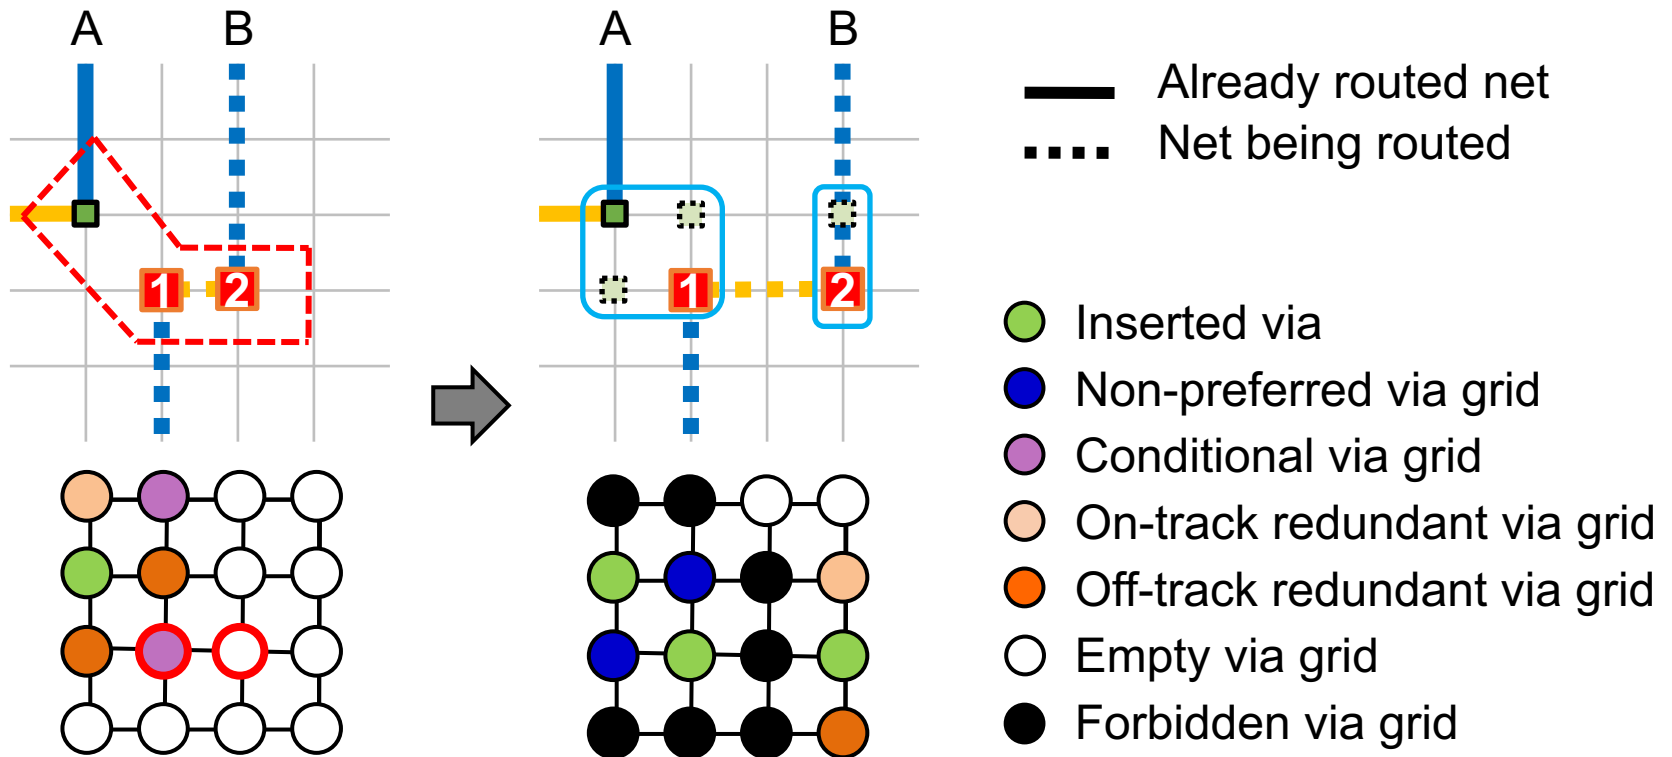 A B
A B
Already routed net
Net being routed
1 2
1 2
Inserted via
Non-preferred via grid
Conditional via grid
On-track redundant via grid
Off-track redundant via grid
Empty via grid
Forbidden via grid